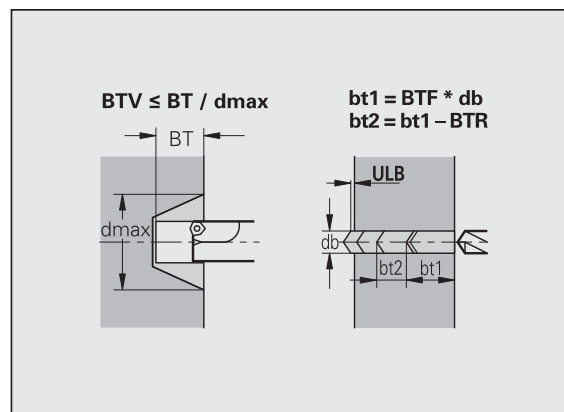 BTV ≤ BT / dmax
BT
dmax
bt1 = BTF * db
bt2 = bt1 – BTR
ULB
db
bt2
bt1